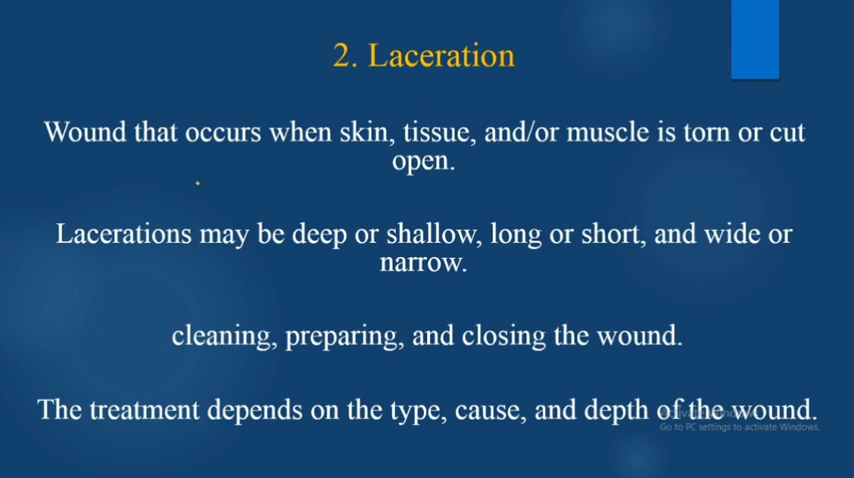 2. Laceration
Wound that occurs when skin, tissue, and/or muscle is torn or cut
open.
Lacerations may be deep or shallow, long or short, and wide or
narrow.
cleaning, preparing, and closing the wound.
The treatment depends on the type, cause, and depth of the wound.
Activate Windows
Go to PC settings to activate Windows.